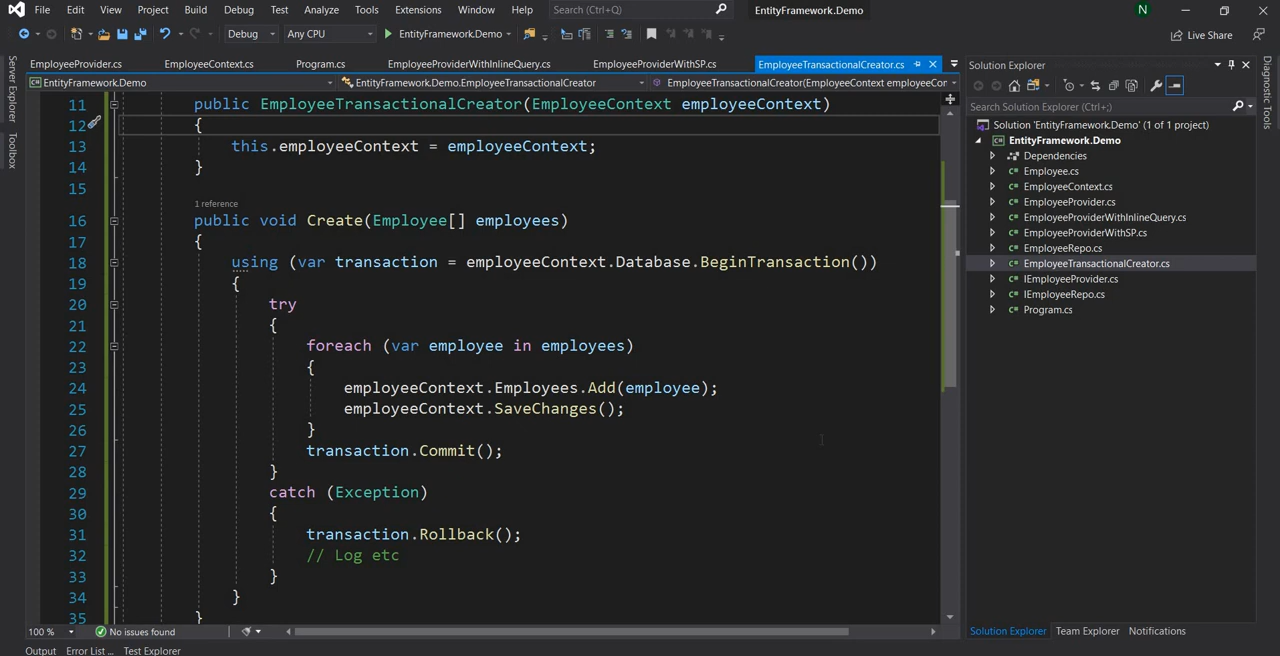 File Edit View Project Build Debug Test Analyze Tools Extensions Window Help Search (Ctrl+Q) EntityFramework.Demo N
Debug Any CPU EntityFramework.Demo Live Share
EmployeeProvider.cs EmployeeContext.cs Program.cs EmployeeProviderWithInlineQuery.cs EmployeeProviderWithSP.cs EmployeeTransactionalCreator.cs
EntityFramework.Demo EntityFramework.Demo.EmployeeTransactionalCreator EmployeeTransactionalCreator(EmployeeContext employeeCon
Server Explorer
Toolbox
11 public EmployeeTransactionalCreator(EmployeeContext employeeContext)
12 {
13 this.employeeContext = employeeContext;
14 }
15
1 reference
16 public void Create(Employee[] employees)
17 {
18 using (var transaction = employeeContext.Database.BeginTransaction())
19 {
20 try
21 {
22 foreach (var employee in employees)
23 {
24 employeeContext.Employees.Add(employee);
25 employeeContext.SaveChanges();
26 }
27 transaction.Commit();
28 }
29 catch (Exception)
30 {
31 transaction.Rollback();
32 // Log etc
33 }
34 }
35 }
100 % No issues found
Output Error List ... Test Explorer
Solution Explorer
Search Solution Explorer (Ctrl+;)
Solution 'EntityFramework.Demo' (1 of 1 project)
EntityFramework.Demo
Dependencies
C# Employee.cs
C# EmployeeContext.cs
C# EmployeeProvider.cs
C# EmployeeProviderWithInlineQuery.cs
C# EmployeeProviderWithSP.cs
C# EmployeeRepo.cs
C# EmployeeTransactionalCreator.cs
C# IEmployeeProvider.cs
C# IEmployeeRepo.cs
C# Program.cs
Solution Explorer Team Explorer Notifications
Diagnostic Tools